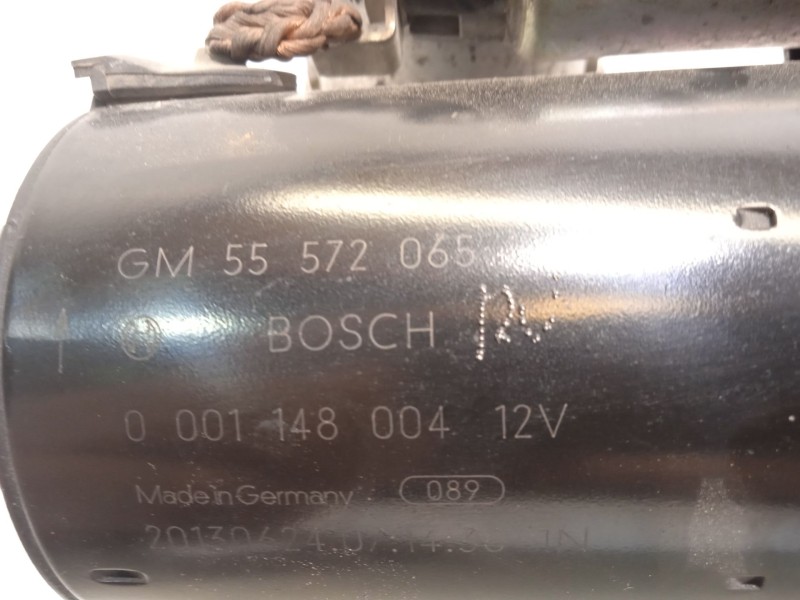 GM 55 572 065
BOSCH
0 001 148 004 12V
Made in Germany 089